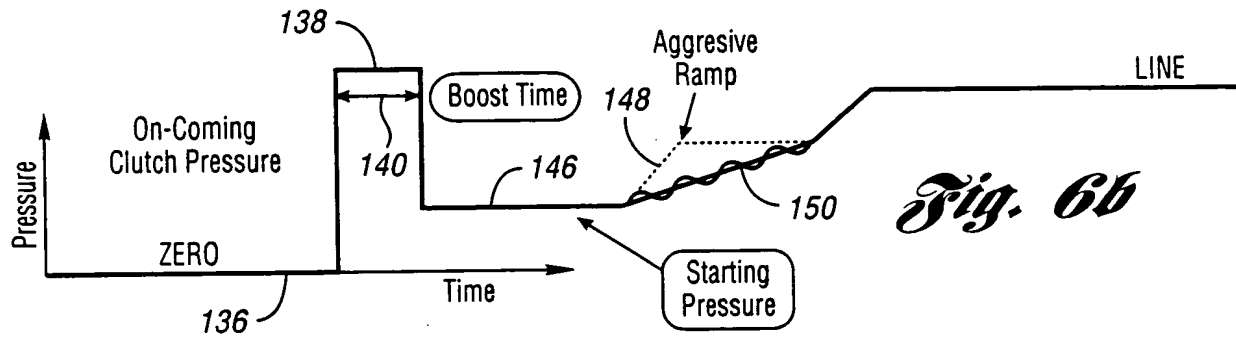 138
Aggresive
Ramp
LINE
Boost Time
148
On-Coming
Clutch Pressure
140
146
Pressure
150
Fig. 6b
ZERO
Starting
Pressure
Time
136